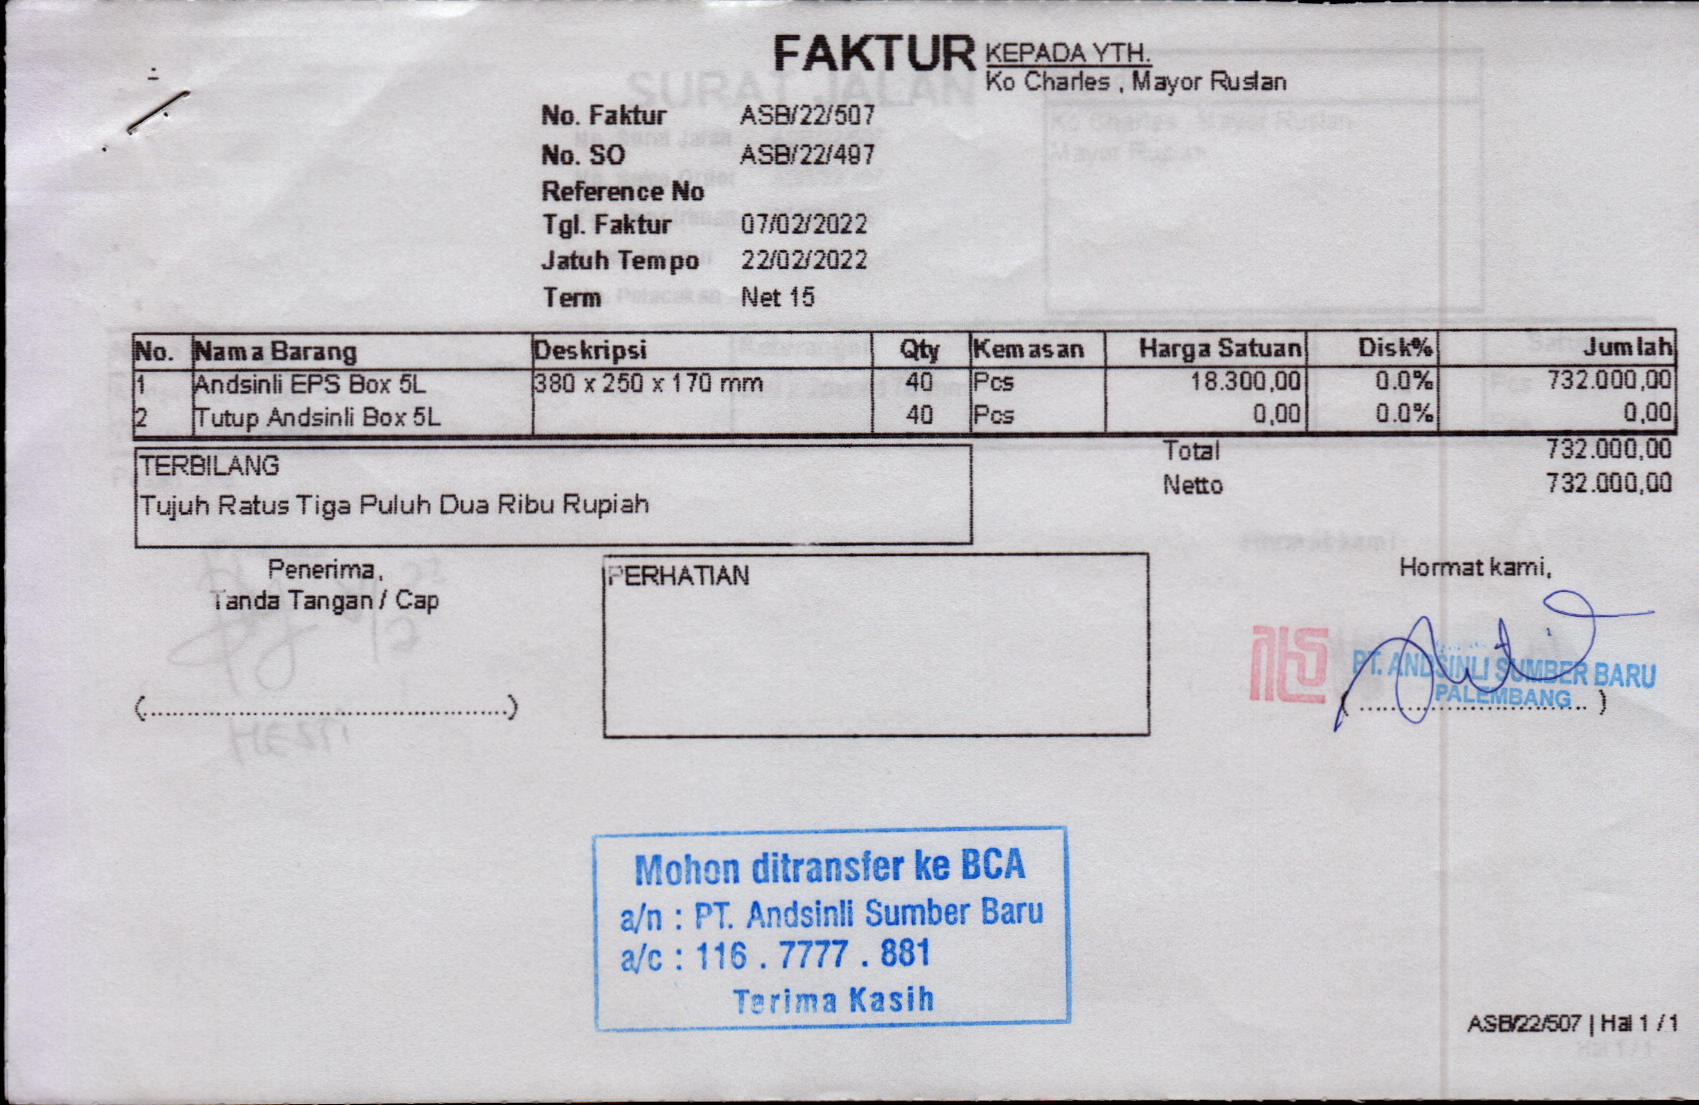 FAKTUR
KEPADA YTH.
Ko Charles , Mayor Ruslan
No. Faktur ASB/22/507
No. SO ASB/22/497
Reference No
Tgl. Faktur 07/02/2022
Jatuh Tempo 22/02/2022
Term Net 15
No. Nama Barang Deskripsi Qty Kemasan Harga Satuan Disk% Jumlah
1 Andsinli EPS Box 5L 380 x 250 x 170 mm 40 Pcs 18.300,00 0.0% 732.000,00
2 Tutup Andsinli Box 5L 40 Pcs 0,00 0.0% 0,00
Total 732.000,00
Netto 732.000,00
TERBILANG
Tujuh Ratus Tiga Puluh Dua Ribu Rupiah
Penerima,
Tanda Tangan / Cap
(................................................)
PERHATIAN
Hormat kami,
PT. ANDSINLI SUMBER BARU
PALEMBANG
(..............................)
HESTI
Mohon ditransfer ke BCA
a/n : PT. Andsinli Sumber Baru
a/c : 116 . 7777 . 881
Terima Kasih
ASB/22/507 | Hal 1 / 1